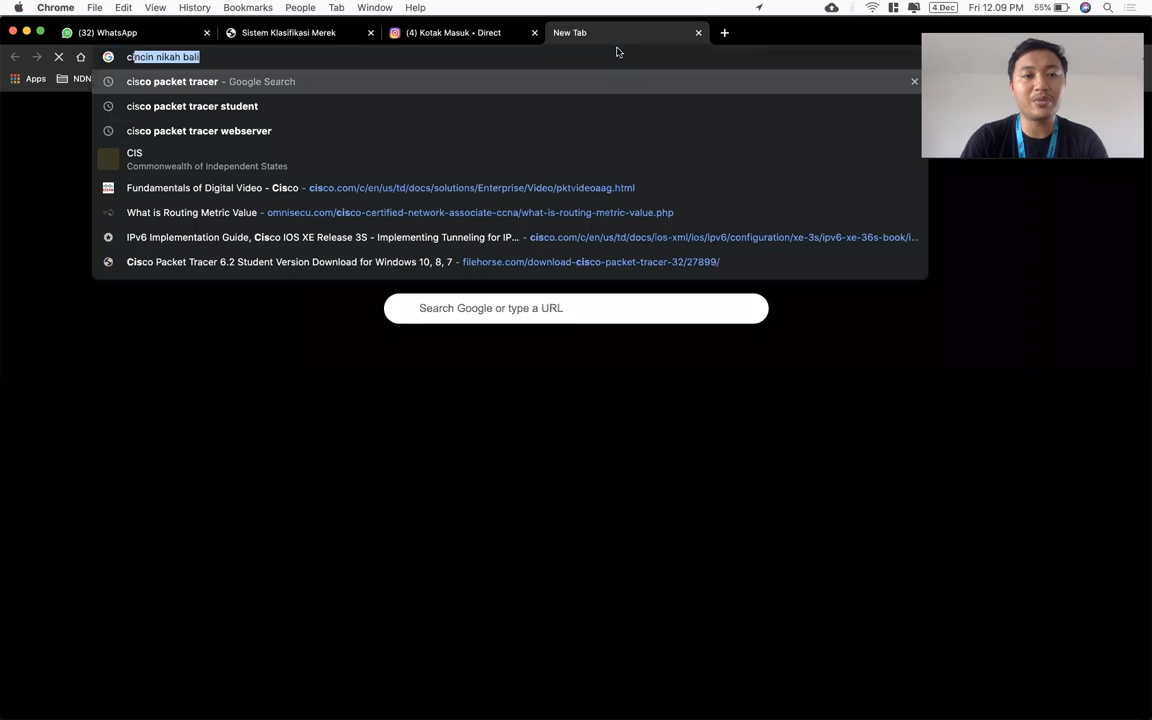 Chrome File Edit View History Bookmarks People Tab Window Help 4 Dec Fri 12.09 PM 55%
(32) WhatsApp Sistem Klasifikasi Merek (4) Kotak Masuk • Direct New Tab
cincin nikah bali
Apps NDN
cisco packet tracer - Google Search
cisco packet tracer student
cisco packet tracer webserver
CIS
Commonwealth of Independent States
Fundamentals of Digital Video - Cisco - cisco.com/c/en/us/td/docs/solutions/Enterprise/Video/pktvideoaag.html
What is Routing Metric Value - omnisecu.com/cisco-certified-network-associate-ccna/what-is-routing-metric-value.php
IPv6 Implementation Guide, Cisco IOS XE Release 3S - Implementing Tunneling for IP... - cisco.com/c/en/us/td/docs/ios-xml/ios/ipv6/configuration/xe-3s/ipv6-xe-36s-book/i...
Cisco Packet Tracer 6.2 Student Version Download for Windows 10, 8, 7 - filehorse.com/download-cisco-packet-tracer-32/27899/
Search Google or type a URL